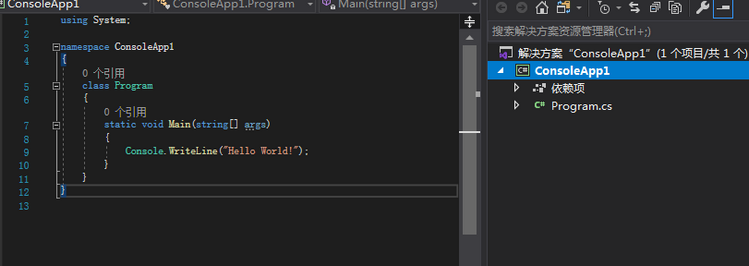 ConsoleApp1
ConsoleApp1.Program
Main(string[] args)
1 using System;
2
3 namespace ConsoleApp1
4 {
0 个引用
5 class Program
6 {
0 个引用
7 static void Main(string[] args)
8 {
9 Console.WriteLine("Hello World!");
10 }
11 }
12 }
13
搜索解决方案资源管理器(Ctrl+;)
解决方案“ConsoleApp1”(1 个项目/共 1 个)
C# ConsoleApp1
依赖项
C# Program.cs